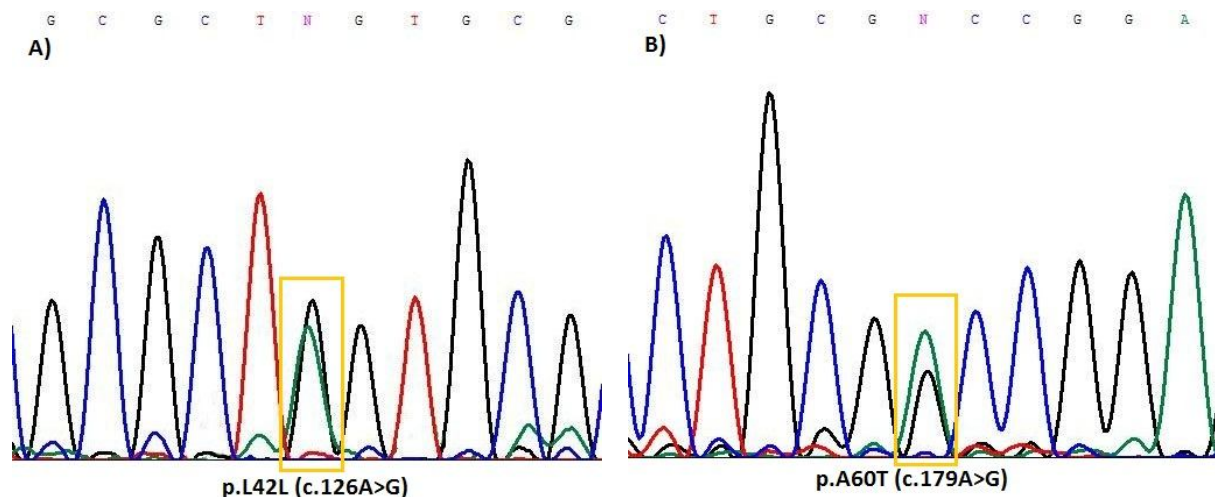 G C G C T N G T G C G
A)
p.L42L (c.126A>G)
C T G C G N C C G G A
B)
p.A60T (c.179A>G)